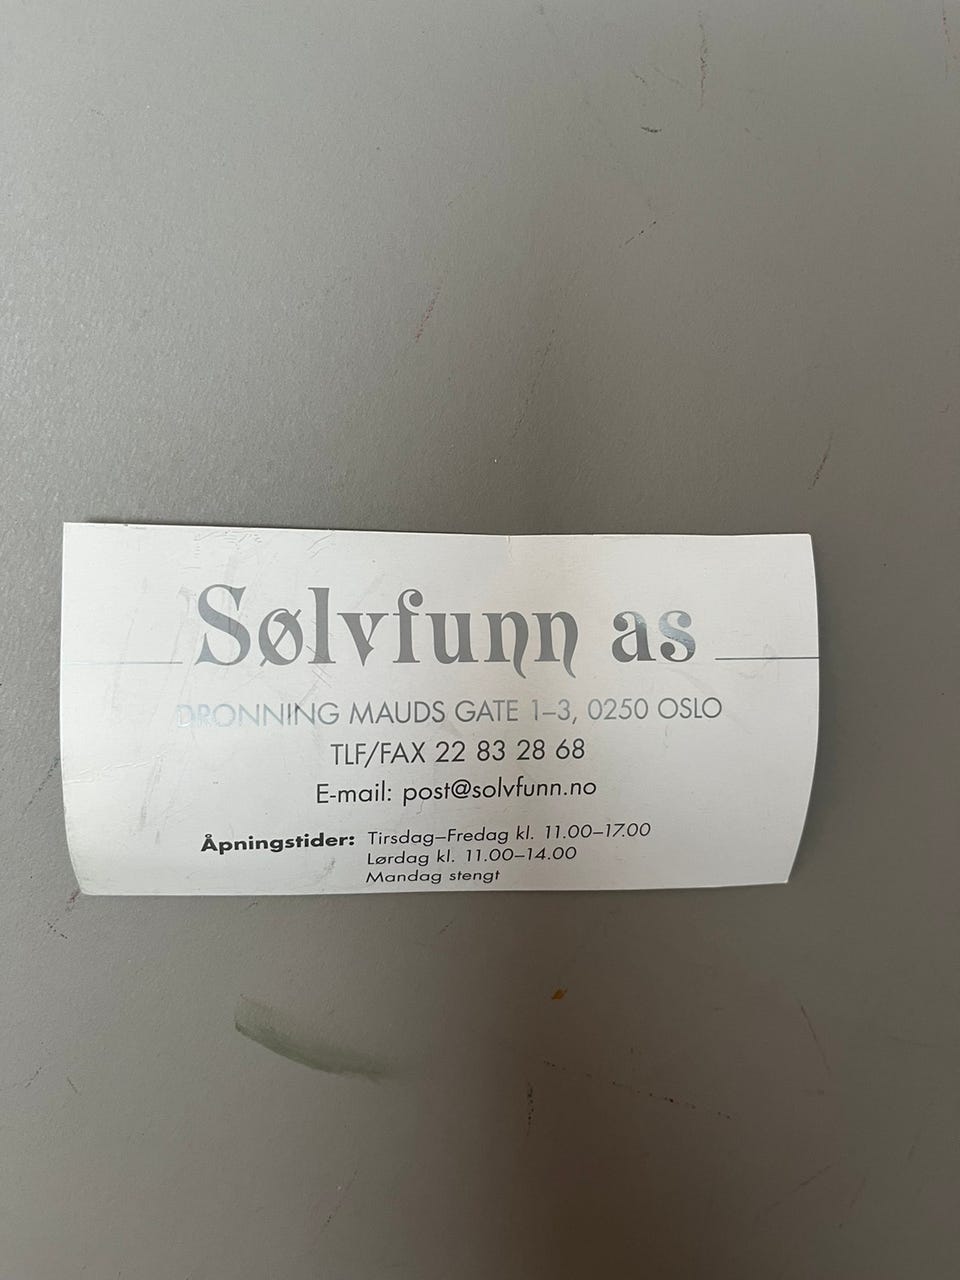 Sølvfunn as
DRONNING MAUDS GATE 1–3, 0250 OSLO
TLF/FAX 22 83 28 68
E-mail: post@solvfunn.no
Åpningstider: Tirsdag–Fredag kl. 11.00–17.00
Lørdag kl. 11.00–14.00
Mandag stengt